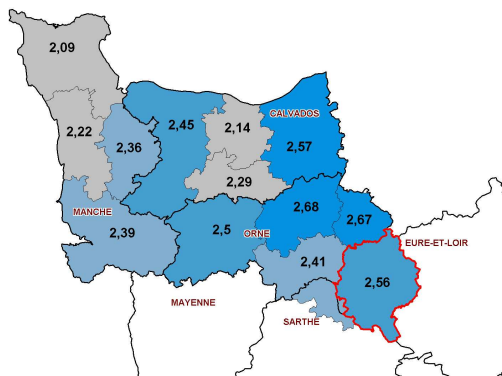 2,09
CALVADOS
2,22
2,36
2,45
2,14
2,57
2,29
MANCHE
2,68
2,67
2,39
2,5
ORNE
EURE-ET-LOIR
2,41
2,56
MAYENNE
SARTHE